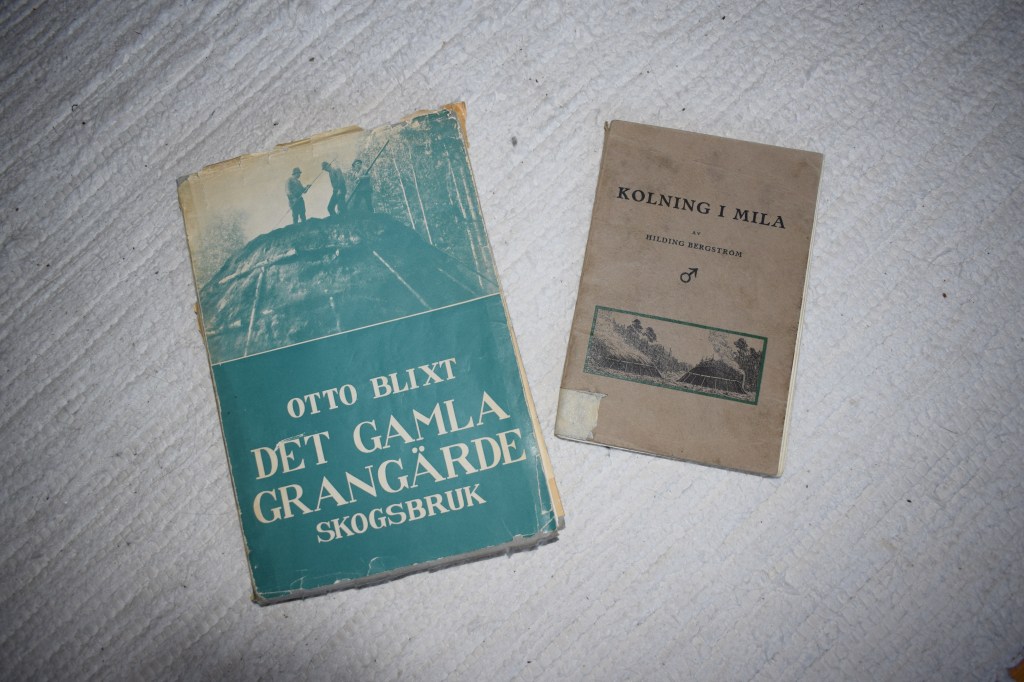 OTTO BLIXT
DET GAMLA
GRANGÄRDE
SKOGSBRUK
KOLNING I MILA
AV
HILDING BERGSTRÖM
♂